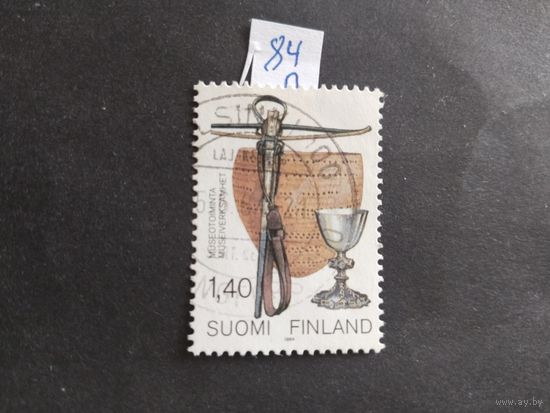 84
п
MUSEOTOIMINTA
MUSEIVERKSAMHET
1,40
SUOMI FINLAND
1984
www.ay.by